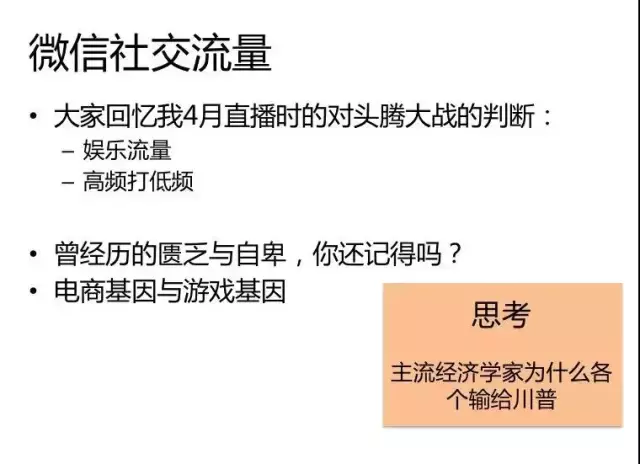 微信社交流量
• 大家回忆我4月直播时的对头腾大战的判断：
– 娱乐流量
– 高频打低频
• 曾经历的匮乏与自卑，你还记得吗？
• 电商基因与游戏基因
思考
主流经济学家为什么各
个输给川普